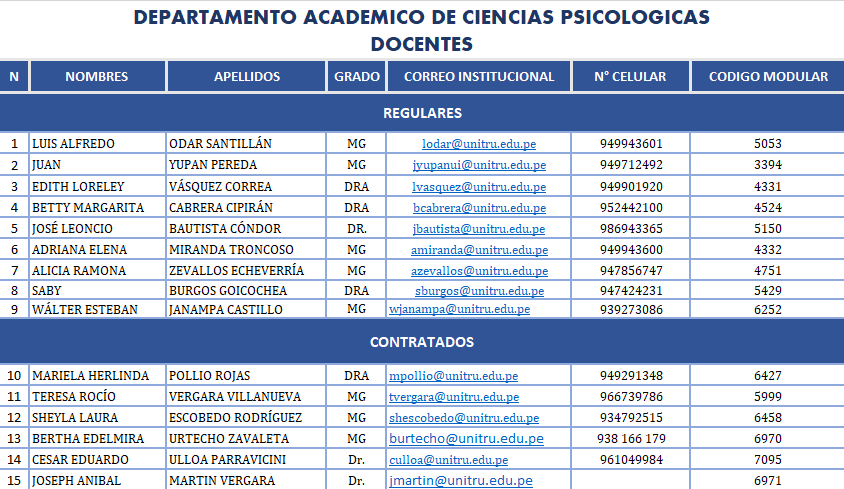 DEPARTAMENTO ACADEMICO DE CIENCIAS PSICOLOGICAS
DOCENTES
N NOMBRES APELLIDOS GRADO CORREO INSTITUCIONAL N° CELULAR CODIGO MODULAR
REGULARES
1 LUIS ALFREDO ODAR SANTILLÁN MG lodar@unitru.edu.pe 949943601 5053
2 JUAN YUPAN PEREDA MG jyupanui@unitru.edu.pe 949712492 3394
3 EDITH LORELEY VÁSQUEZ CORREA DRA lvasquez@unitru.edu.pe 949901920 4331
4 BETTY MARGARITA CABRERA CIPIRÁN DRA bcabrera@unitru.edu.pe 952442100 4524
5 JOSÉ LEONCIO BAUTISTA CÓNDOR DR. jbautista@unitru.edu.pe 986943365 5150
6 ADRIANA ELENA MIRANDA TRONCOSO MG amiranda@unitru.edu.pe 949943600 4332
7 ALICIA RAMONA ZEVALLOS ECHEVERRÍA MG azevallos@unitru.edu.pe 947856747 4751
8 SABY BURGOS GOICOCHEA DRA sburgos@unitru.edu.pe 947424231 5429
9 WÁLTER ESTEBAN JANAMPA CASTILLO MG wjanampa@unitru.edu.pe 939273086 6252
CONTRATADOS
10 MARIELA HERLINDA POLLIO ROJAS DRA mpollio@unitru.edu.pe 949291348 6427
11 TERESA ROCÍO VERGARA VILLANUEVA MG tvergara@unitru.edu.pe 966739786 5999
12 SHEYLA LAURA ESCOBEDO RODRÍGUEZ MG shescobedo@unitru.edu.pe 934792515 6458
13 BERTHA EDELMIRA URTECHO ZAVALETA MG burtecho@unitru.edu.pe 938 166 179 6970
14 CESAR EDUARDO ULLOA PARRAVICINI Dr. culloa@unitru.edu.pe 961049984 7095
15 JOSEPH ANIBAL MARTIN VERGARA Dr. jmartin@unitru.edu.pe 6971